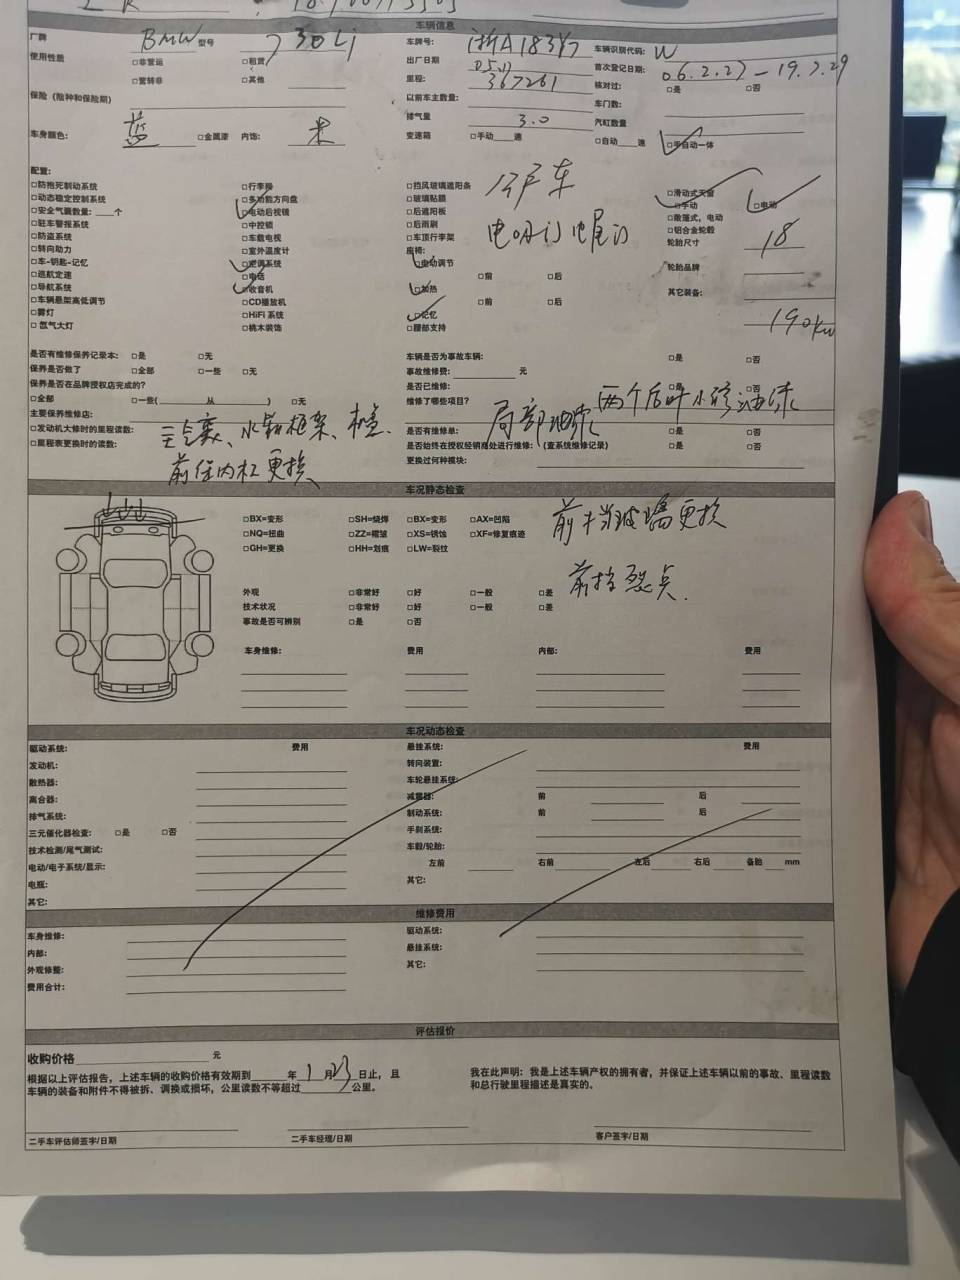 车辆信息
厂牌 BMW 型号 730Li 车牌号: 浙A183Y7 车辆识别代码: W
使用性质 □非营运 □租赁 出厂日期 05.11 首次登记日期: 06.2.27-19.7.29
□营转非 □其他 里程: 367261 核对过: □是 □否
保险（险种和保险期） 以前车主数量: 车门数:
排气量 3.0 汽缸数量
车身颜色: 蓝 □金属漆 内饰: 米 变速箱 □手动 速 □自动 速 □手自动一体
配置:
□防抱死制动系统 □行李排 □挡风玻璃遮阳条 公户车 □滑动式天窗
□动态稳定控制系统 □多功能方向盘 □玻璃贴膜 □手动 □电动
□安全气囊数量: 个 □电动后视镜 □后遮阳板 □敞篷式，电动
□驻车警报系统 □中控锁 □后雨刷 电吸门 电尾门 □铝合金轮毂
□防盗系统 □车载电视 □车顶行李架 轮胎尺寸 18
□转向助力 □室外温度计 座椅:
□车-钥匙-记忆 □空调系统 □电动调节 轮胎品牌
□巡航定速 □电话 □前 □后
□导航系统 □收音机 □加热 其它装备:
□车辆悬架高低调节 □CD播放机 □前 □后
□雾灯 □HiFi 系统 □记忆 190kw
□氙气大灯 □桃木装饰 □腰部支持
是否有维修保养记录本: □是 □无 车辆是否为事故车辆: □是 □否
保养是否做了 □全部 □一些 □无 事故维修费: 元
保养是否在品牌授权店完成的? 是否已维修: □是 □否
□全部 □一些( 从 ) □无 维修了哪些项目? 局部油漆 两个后叶小修油漆
主要保养维修店:
□发动机大修时的里程读数: 水箱框架、 是否有维修单: □是 □否
□里程表更换时的读数: 是否始终在授权经销商处进行维修: （查系统维修记录） □是 □否
前保内杠更换 更换过何种模块:
车况静态检查
□BX=变形 □SH=烧焊 □BX=变形 □AX=凹陷 前挡玻璃更换
□NQ=扭曲 □ZZ=褶皱 □XS=锈蚀 □XF=修复痕迹
□GH=更换 □HH=划痕 □LW=裂纹
外观 □非常好 □好 □一般 □差
技术状况 □非常好 □好 □一般 □差
事故是否可辨别 □是 □否
车身维修: 费用 内部: 费用
车况动态检查
驱动系统: 费用 悬挂系统: 费用
发动机: 转向装置:
散热器: 车轮悬挂系统:
离合器: 减震器: 前 后
排气系统: 制动系统: 前 后
三元催化器检查: □是 □否 手刹系统:
技术检测/尾气测试: 车毂/轮胎:
电动/电子系统/显示: 左前 右前 左后 右后 备胎 mm
电瓶: 其它:
其它:
维修费用
车身维修: 驱动系统:
内部: 悬挂系统:
外观修整: 其它:
费用合计:
评估报价
收购价格 元
根据以上评估报告，上述车辆的收购价格有效期到 年 1 月 23 日止，且
车辆的装备和附件不得被拆、调换或损坏，公里读数不等超过 公里。
我在此声明: 我是上述车辆产权的拥有者，并保证上述车辆以前的事故、里程读数
和总行驶里程描述是真实的。
二手车评估师签字/日期 二手车经理/日期 客户签字/日期